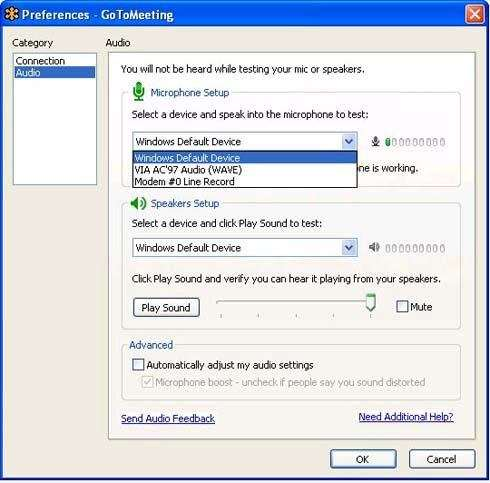 Preferences - GoToMeeting
Category
Connection
Audio
Audio
You will not be heard while testing your mic or speakers.
Microphone Setup
Select a device and speak into the microphone to test:
Windows Default Device
Windows Default Device
VIA AC'97 Audio (WAVE)
Modem #0 Line Record
ne is working.
Speakers Setup
Select a device and click Play Sound to test:
Windows Default Device
Click Play Sound and verify you can hear it playing from your speakers.
Play Sound
Mute
Advanced
Automatically adjust my audio settings
Microphone boost - uncheck if people say you sound distorted
Send Audio Feedback
Need Additional Help?
OK
Cancel